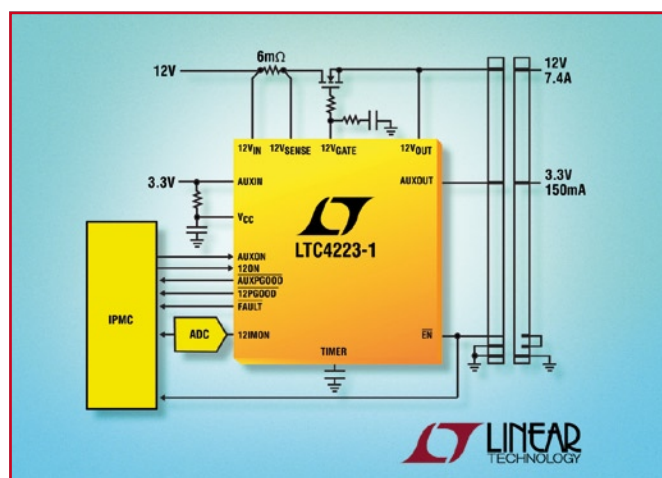 6mΩ
12V
12V
7.4A
12VIN
12VSENSE
12VGATE
12VOUT
3.3V
AUXIN
AUXOUT
3.3V
150mA
VCC
LTC4223-1
AUXON
12ON
AUXPGOOD
12PGOOD
FAULT
IPMC
ADC
12IMON
EN
TIMER
LINEAR
TECHNOLOGY